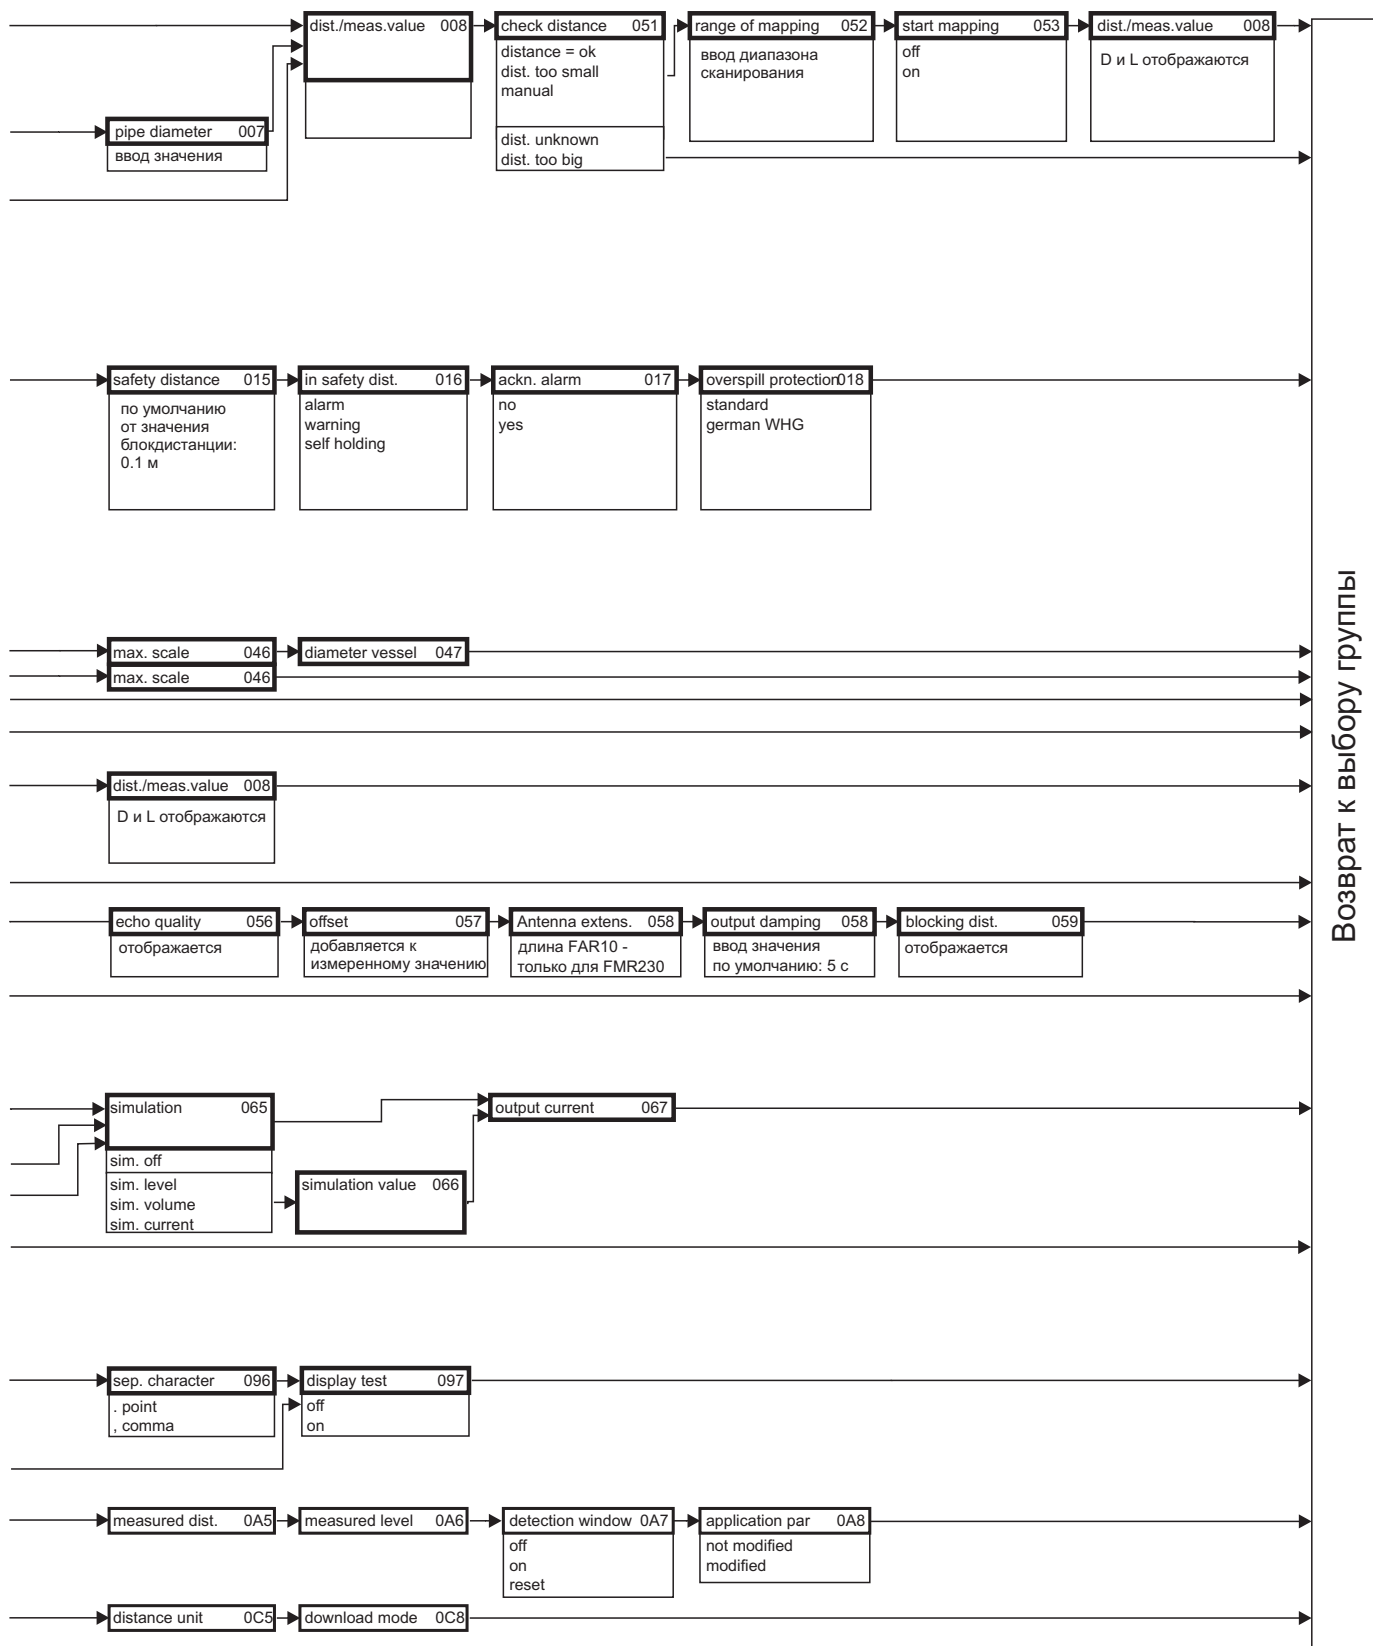 dist./meas.value 008
check distance 051
distance = ok
dist. too small
manual
dist. unknown
dist. too big
range of mapping 052
ввод диапазона
сканирования
start mapping 053
off
on
dist./meas.value 008
D и L отображаются
pipe diameter 007
ввод значения
safety distance 015
по умолчанию
от значения
блокдистанции:
0.1 м
in safety dist. 016
alarm
warning
self holding
ackn. alarm 017
no
yes
overspill protection018
standard
german WHG
max. scale 046
diameter vessel 047
max. scale 046
dist./meas.value 008
D и L отображаются
echo quality 056
отображается
offset 057
добавляется к
измеренному значению
Antenna extens. 058
длина FAR10 -
только для FMR230
output damping 058
ввод значения
по умолчанию: 5 с
blocking dist. 059
отображается
simulation 065
sim. off
sim. level
sim. volume
sim. current
simulation value 066
output current 067
sep. character 096
. point
, comma
display test 097
off
on
measured dist. 0A5
measured level 0A6
detection window 0A7
off
on
reset
application par 0A8
not modified
modified
distance unit 0C5
download mode 0C8
Возврат к выбору группы